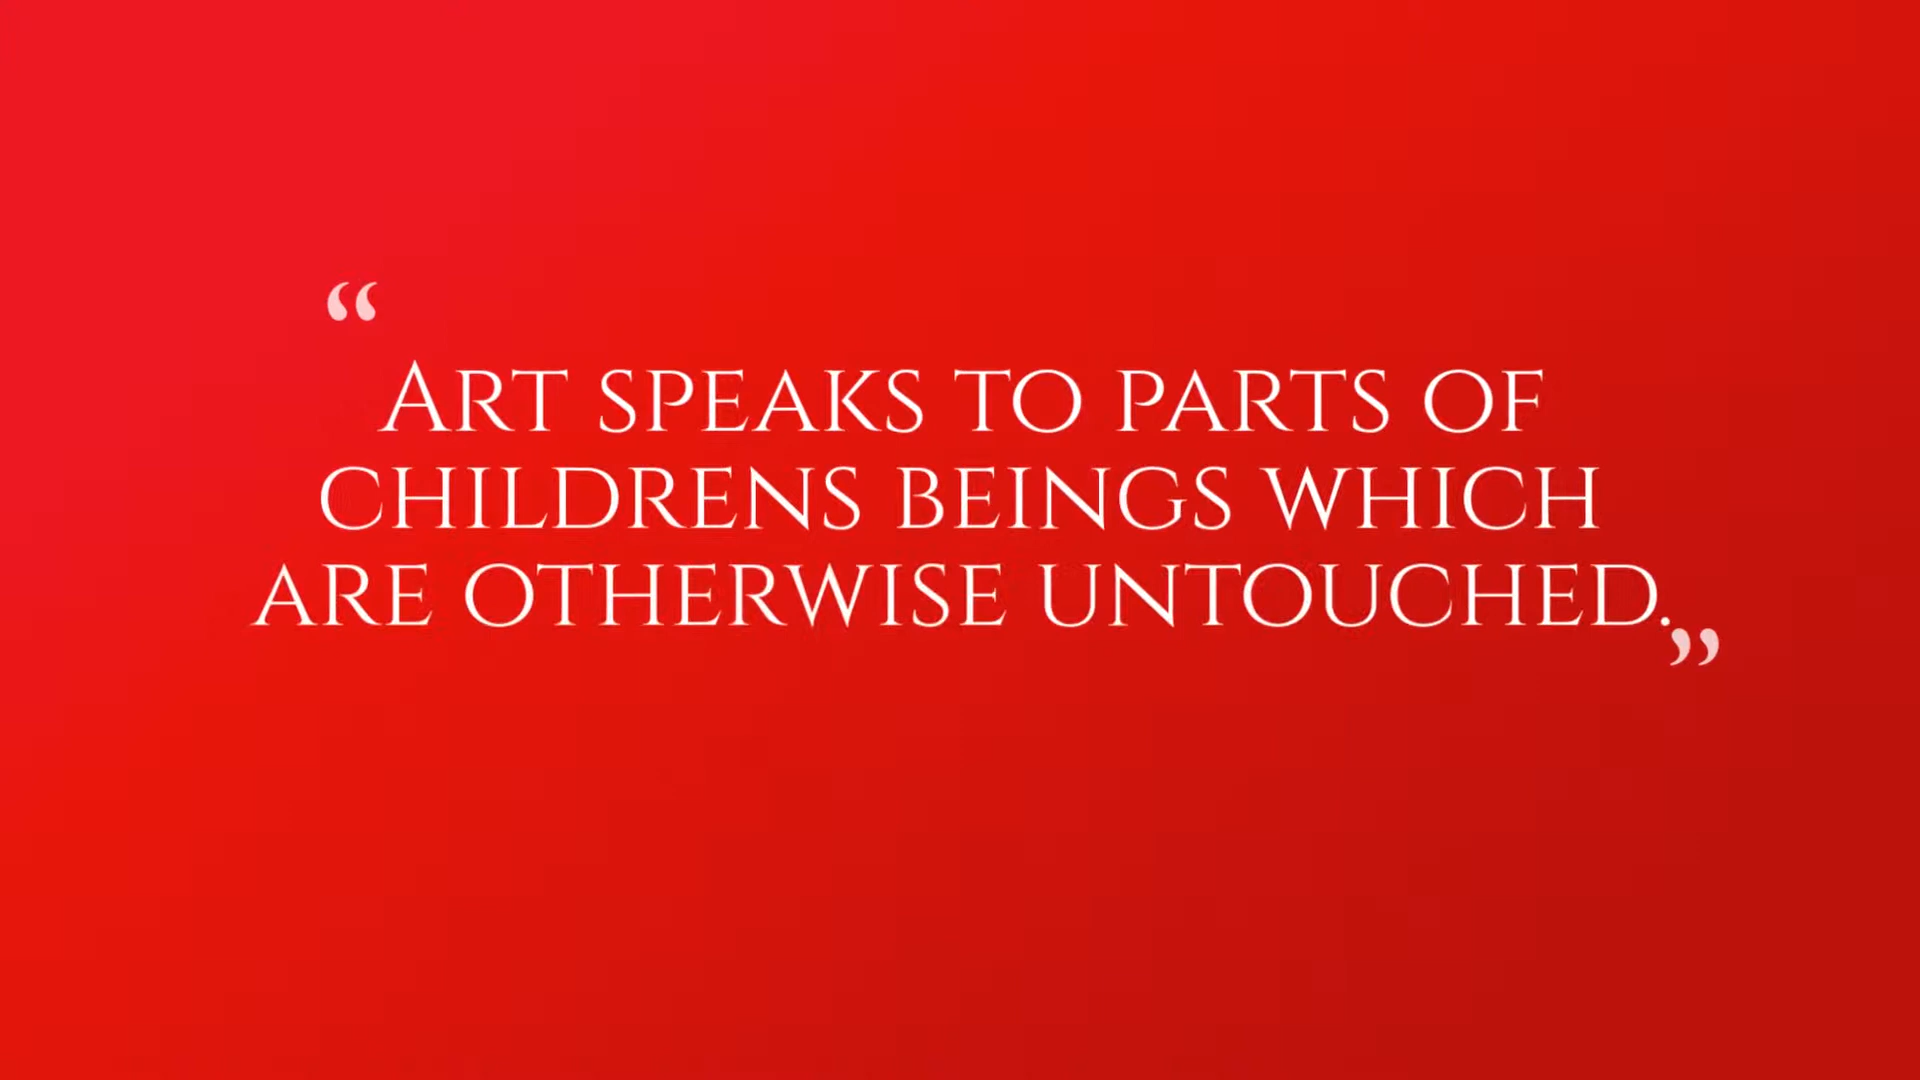 “
Art speaks to parts of
childrens beings which
are otherwise untouched.
”